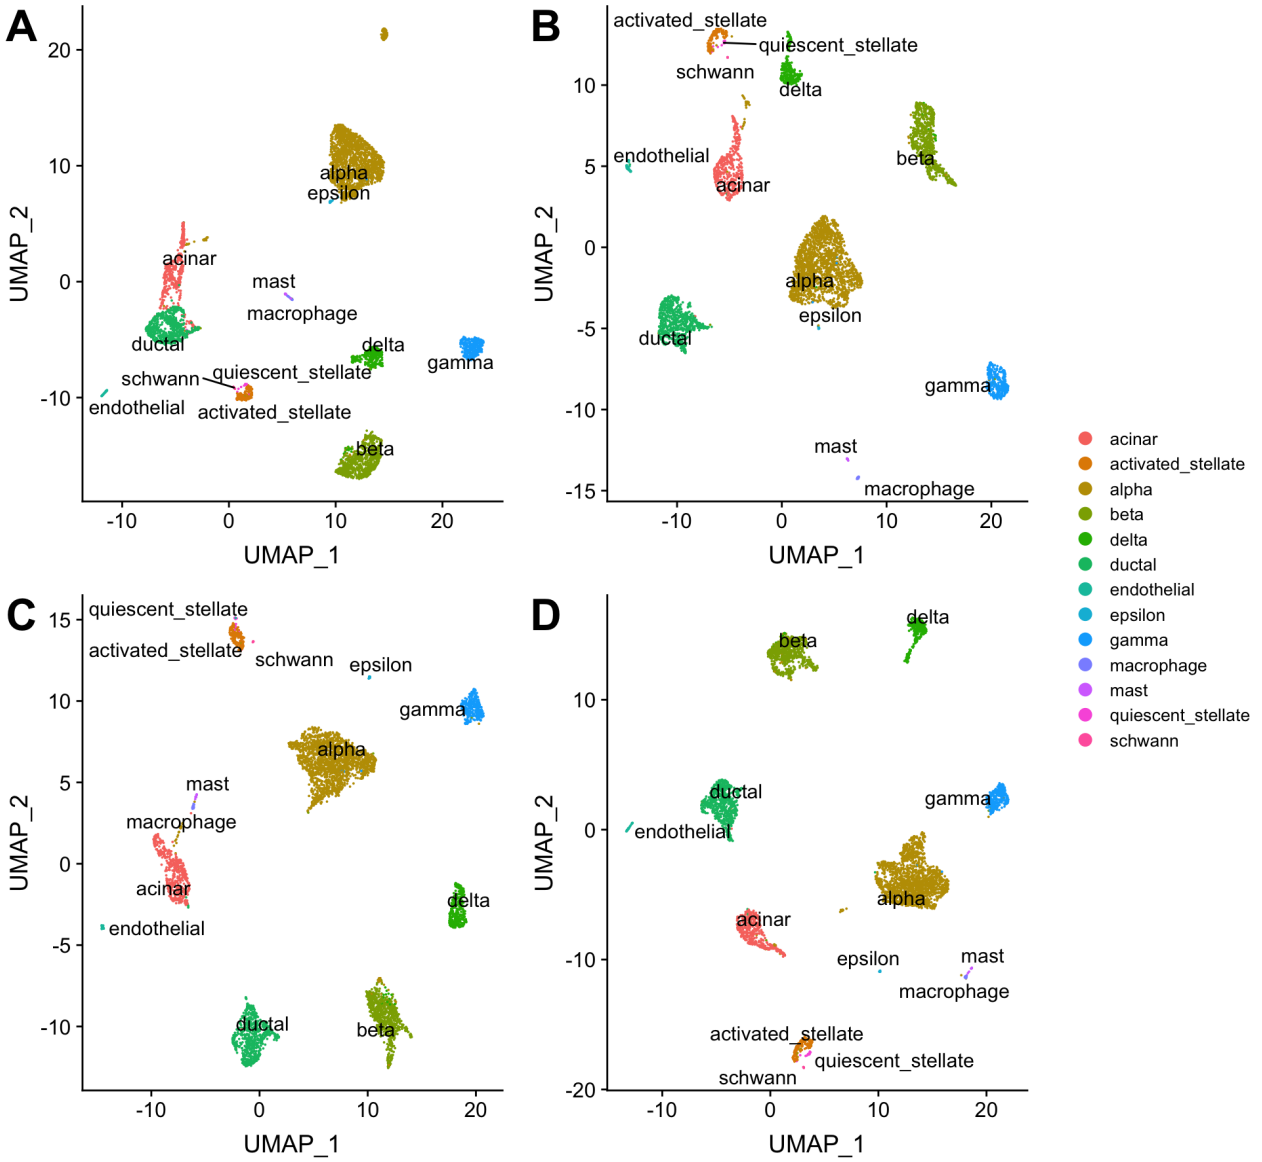 A
20
10
0
-10
UMAP_2
alpha
epsilon
acinar
mast
macrophage
ductal
delta
gamma
schwann
quiescent_stellate
endothelial
activated_stellate
beta
-10
0
10
20
UMAP_1
B
10
5
0
-5
-10
-15
UMAP_2
activated_stellate
quiescent_stellate
schwann
delta
endothelial
acinar
beta
alpha
epsilon
ductal
gamma
mast
macrophage
-10
0
10
20
UMAP_1
C
15
10
5
0
-5
-10
UMAP_2
quiescent_stellate
activated_stellate
schwann
epsilon
gamma
alpha
mast
macrophage
acinar
delta
endothelial
ductal
beta
-10
0
10
20
UMAP_1
D
10
0
-10
-20
UMAP_2
delta
beta
ductal
gamma
endothelial
alpha
acinar
epsilon
mast
macrophage
activated_stellate
quiescent_stellate
schwann
-10
0
10
20
UMAP_1
acinar
activated_stellate
alpha
beta
delta
ductal
endothelial
epsilon
gamma
macrophage
mast
quiescent_stellate
schwann